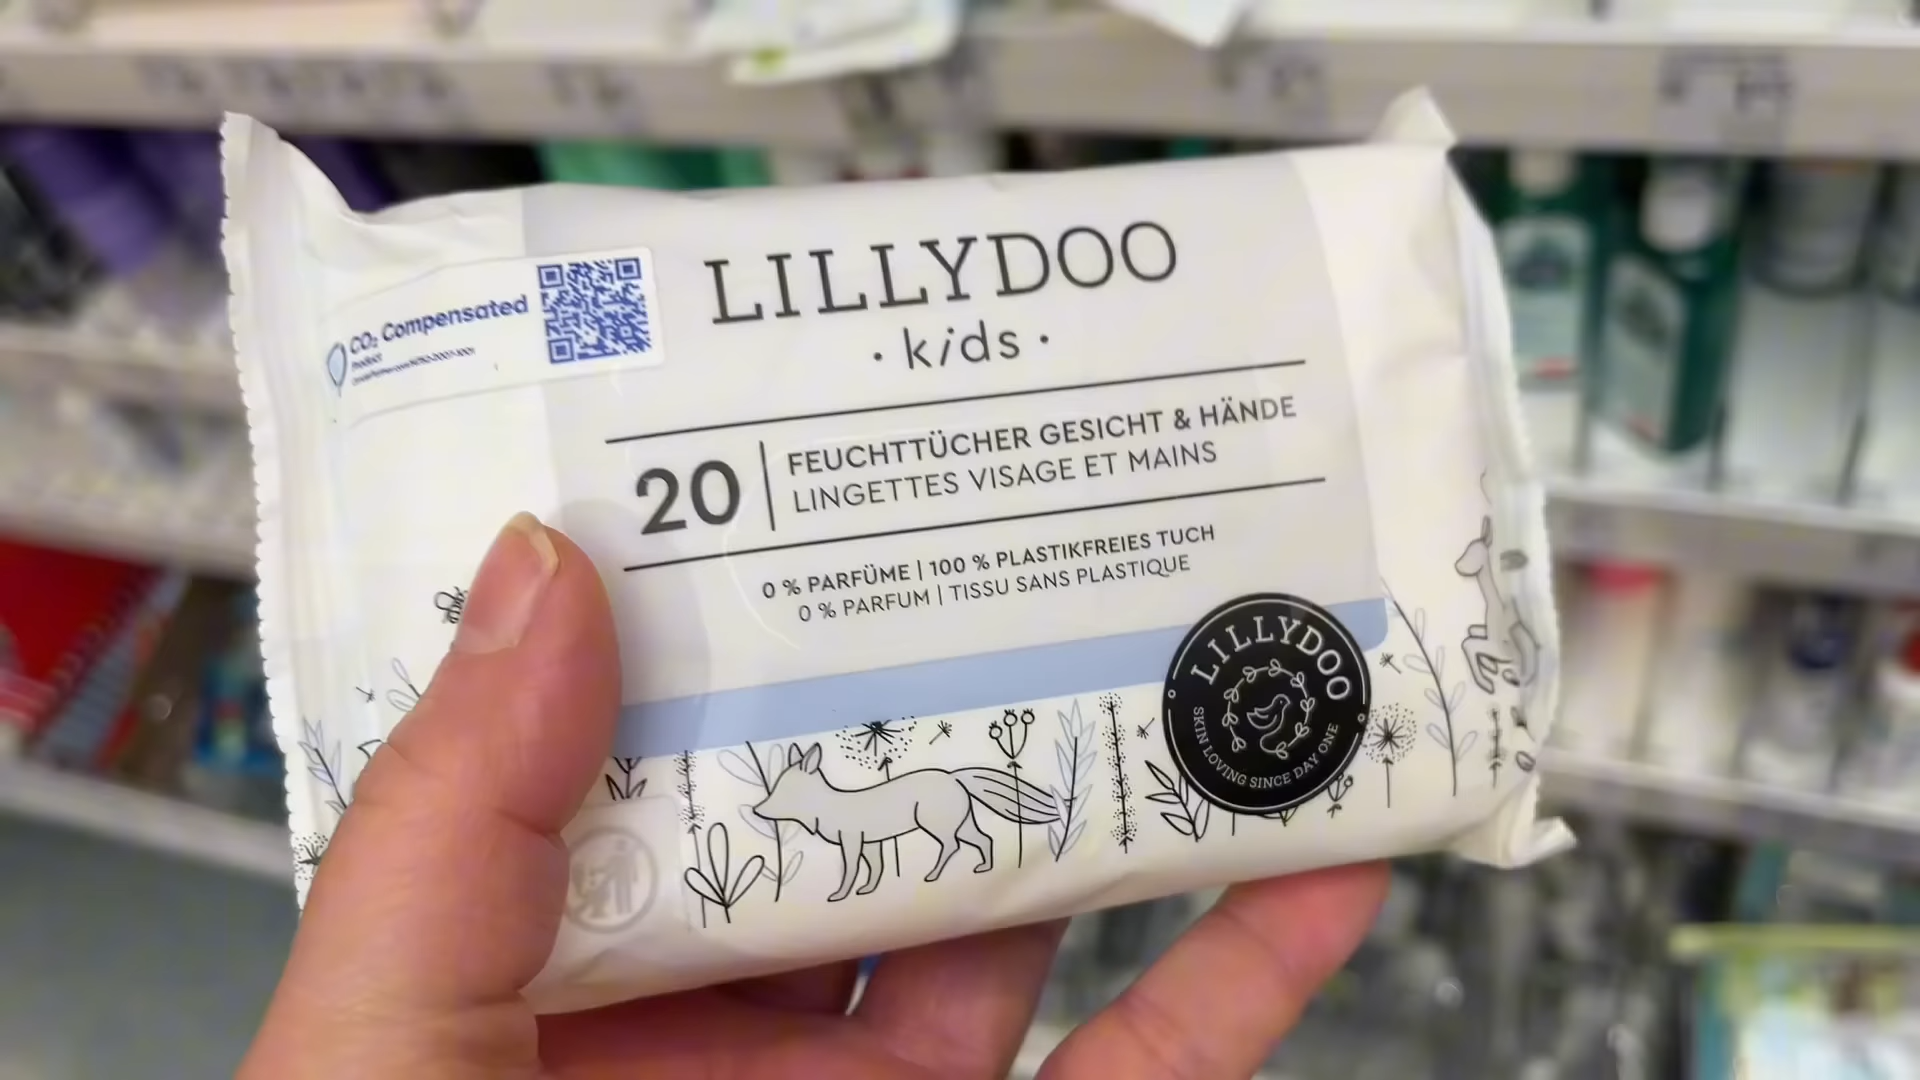 CO₂ Compensated
Product
LILLYDOO
· kids ·
20
FEUCHTTÜCHER GESICHT & HÄNDE
LINGETTES VISAGE ET MAINS
0 % PARFÜME | 100 % PLASTIKFREIES TUCH
0 % PARFUM | TISSU SANS PLASTIQUE
LILLYDOO
SKIN LOVING SINCE DAY ONE